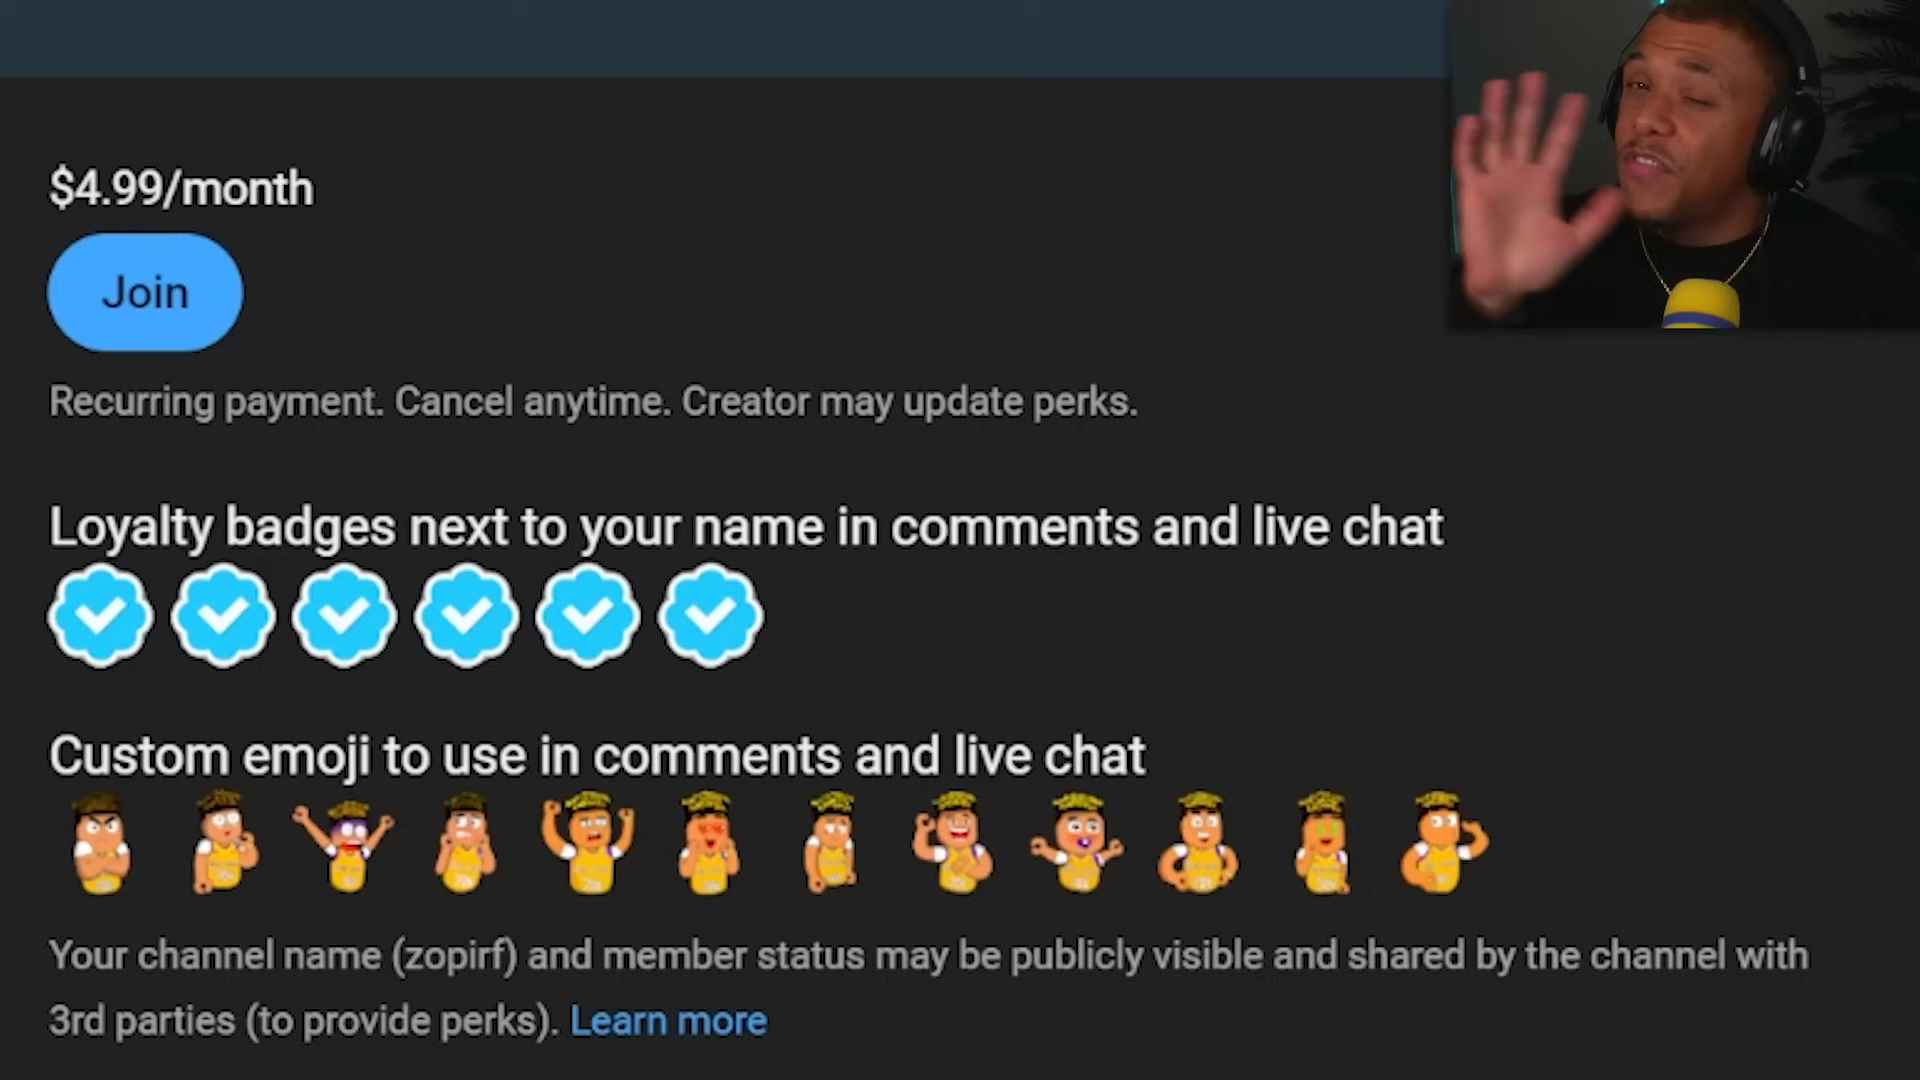 $4.99/month
Join
Recurring payment. Cancel anytime. Creator may update perks.
Loyalty badges next to your name in comments and live chat
Custom emoji to use in comments and live chat
Your channel name (zopirf) and member status may be publicly visible and shared by the channel with
3rd parties (to provide perks). Learn more